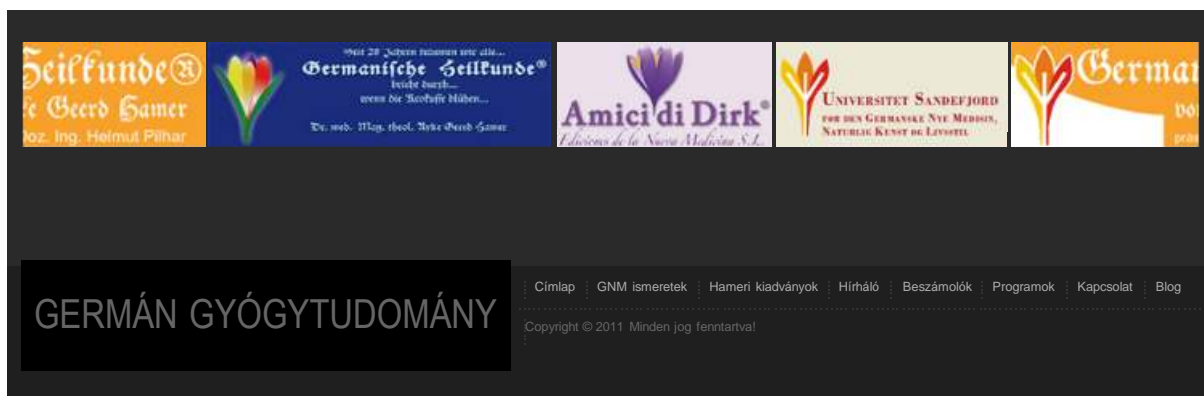 Heilkunde®
Geerd Hamer
Doz. Ing. Helmut Pilhar
Germanische Heilkunde®
wenn die Krokusse blühen...
Dr. med. Mag. theol. Ryke Geerd Hamer
Amici di Dirk®
Ediciones de la Nueva Medicina S.L.
UNIVERSITET SANDEFJORD
FOR DEN GERMANSKE NYE MEDISIN,
NATURLIG KUNST OG LIVSSTIL
GERMÁN GYÓGYTUDOMÁNY
Címlap GNM ismeretek Hameri kiadványok Hírháló Beszámolók Programok Kapcsolat Blog
Copyright © 2011 Minden jog fenntartva!